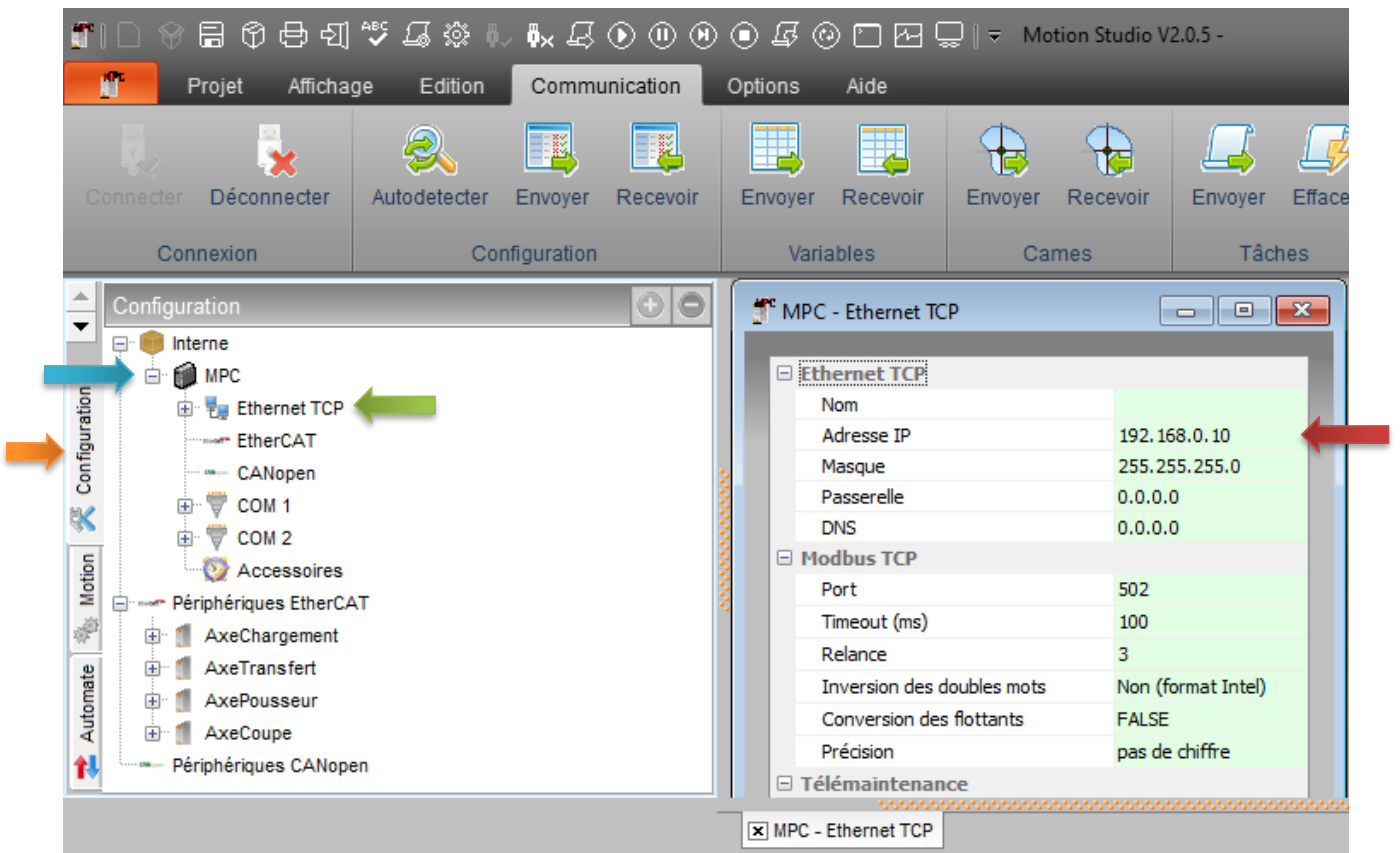 Motion Studio V2.0.5 -
Projet Affichage Edition Communication Options Aide
Connecter Déconnecter Autodetecter Envoyer Recevoir Envoyer Recevoir Envoyer Recevoir Envoyer Efface
Connexion Configuration Variables Cames Tâches
Configuration
Motion
Automate
Configuration
Interne
MPC
Ethernet TCP
EtherCAT
CANopen
COM 1
COM 2
Accessoires
Périphériques EtherCAT
AxeChargement
AxeTransfert
AxePousseur
AxeCoupe
Périphériques CANopen
MPC - Ethernet TCP
Ethernet TCP
Nom
Adresse IP 192.168.0.10
Masque 255.255.255.0
Passerelle 0.0.0.0
DNS 0.0.0.0
Modbus TCP
Port 502
Timeout (ms) 100
Relance 3
Inversion des doubles mots Non (format Intel)
Conversion des flottants FALSE
Précision pas de chiffre
Télémaintenance
MPC - Ethernet TCP